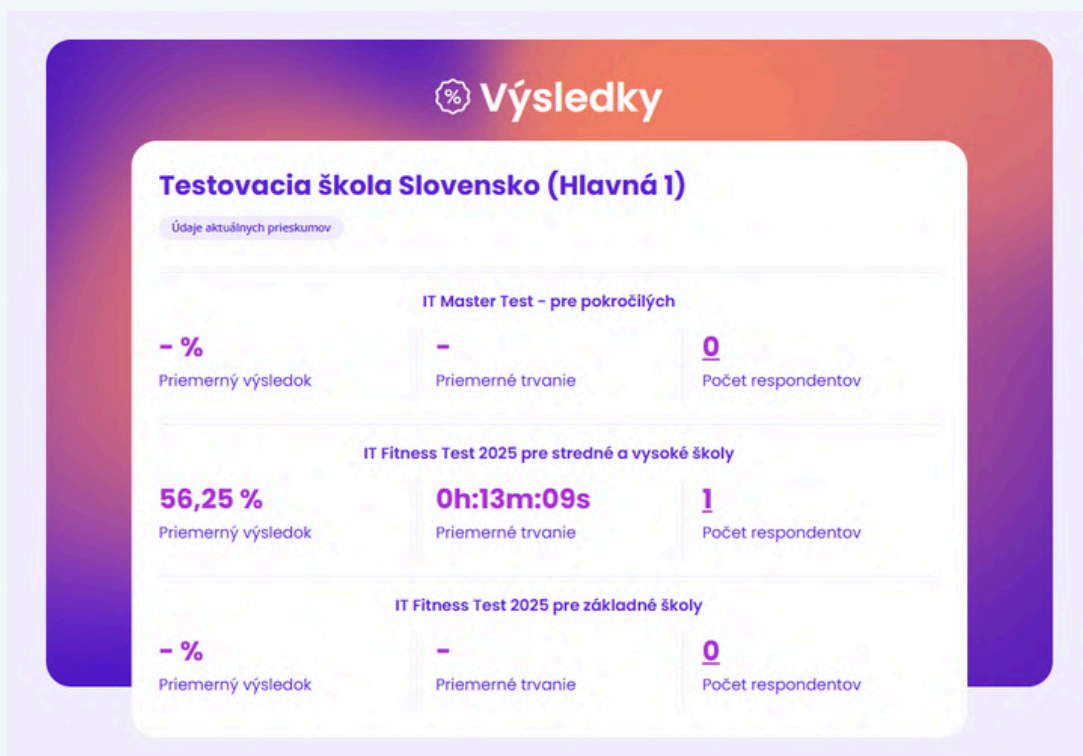 Výsledky
Testovacia škola Slovensko (Hlavná 1)
Údaje aktuálnych prieskumov
IT Master Test - pre pokročilých
- % - 0
Priemerný výsledok Priemerné trvanie Počet respondentov
IT Fitness Test 2025 pre stredné a vysoké školy
56,25 % 0h:13m:09s 1
Priemerný výsledok Priemerné trvanie Počet respondentov
IT Fitness Test 2025 pre základné školy
- % - 0
Priemerný výsledok Priemerné trvanie Počet respondentov